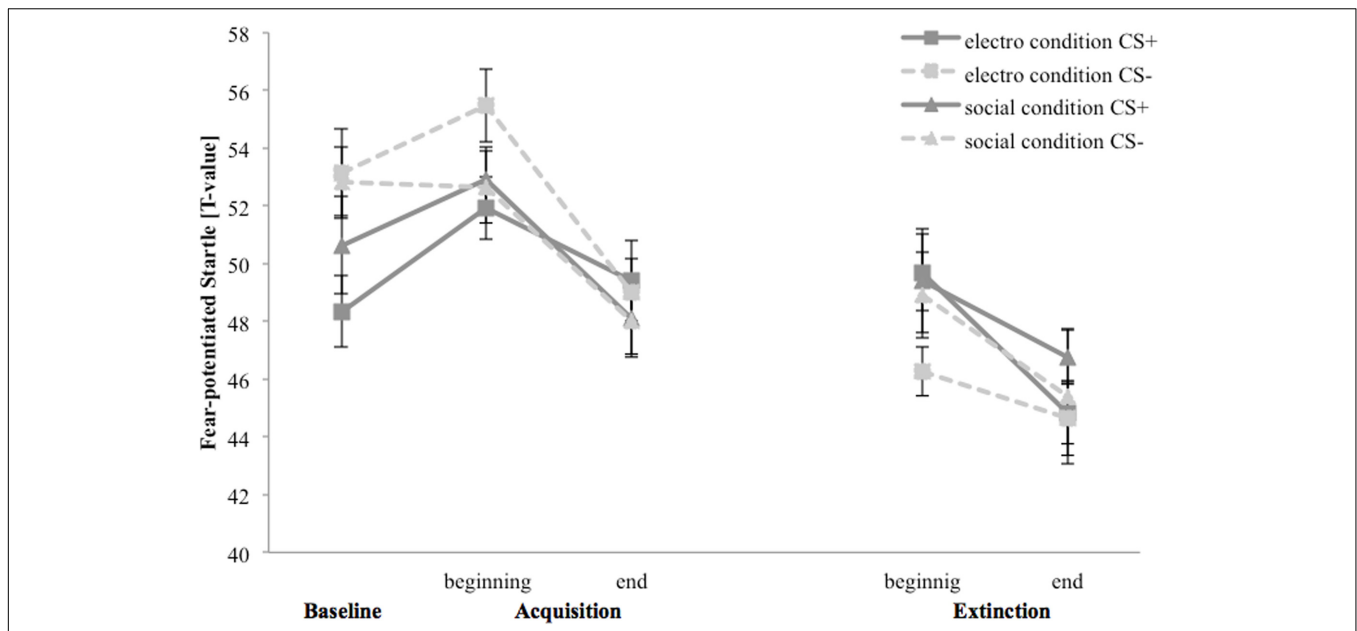 58
56
54
52
50
48
46
44
42
40
Fear-potentiated Startle [T-value]
electro condition CS+
electro condition CS-
social condition CS+
social condition CS-
beginning end beginnig end
Baseline Acquisition Extinction